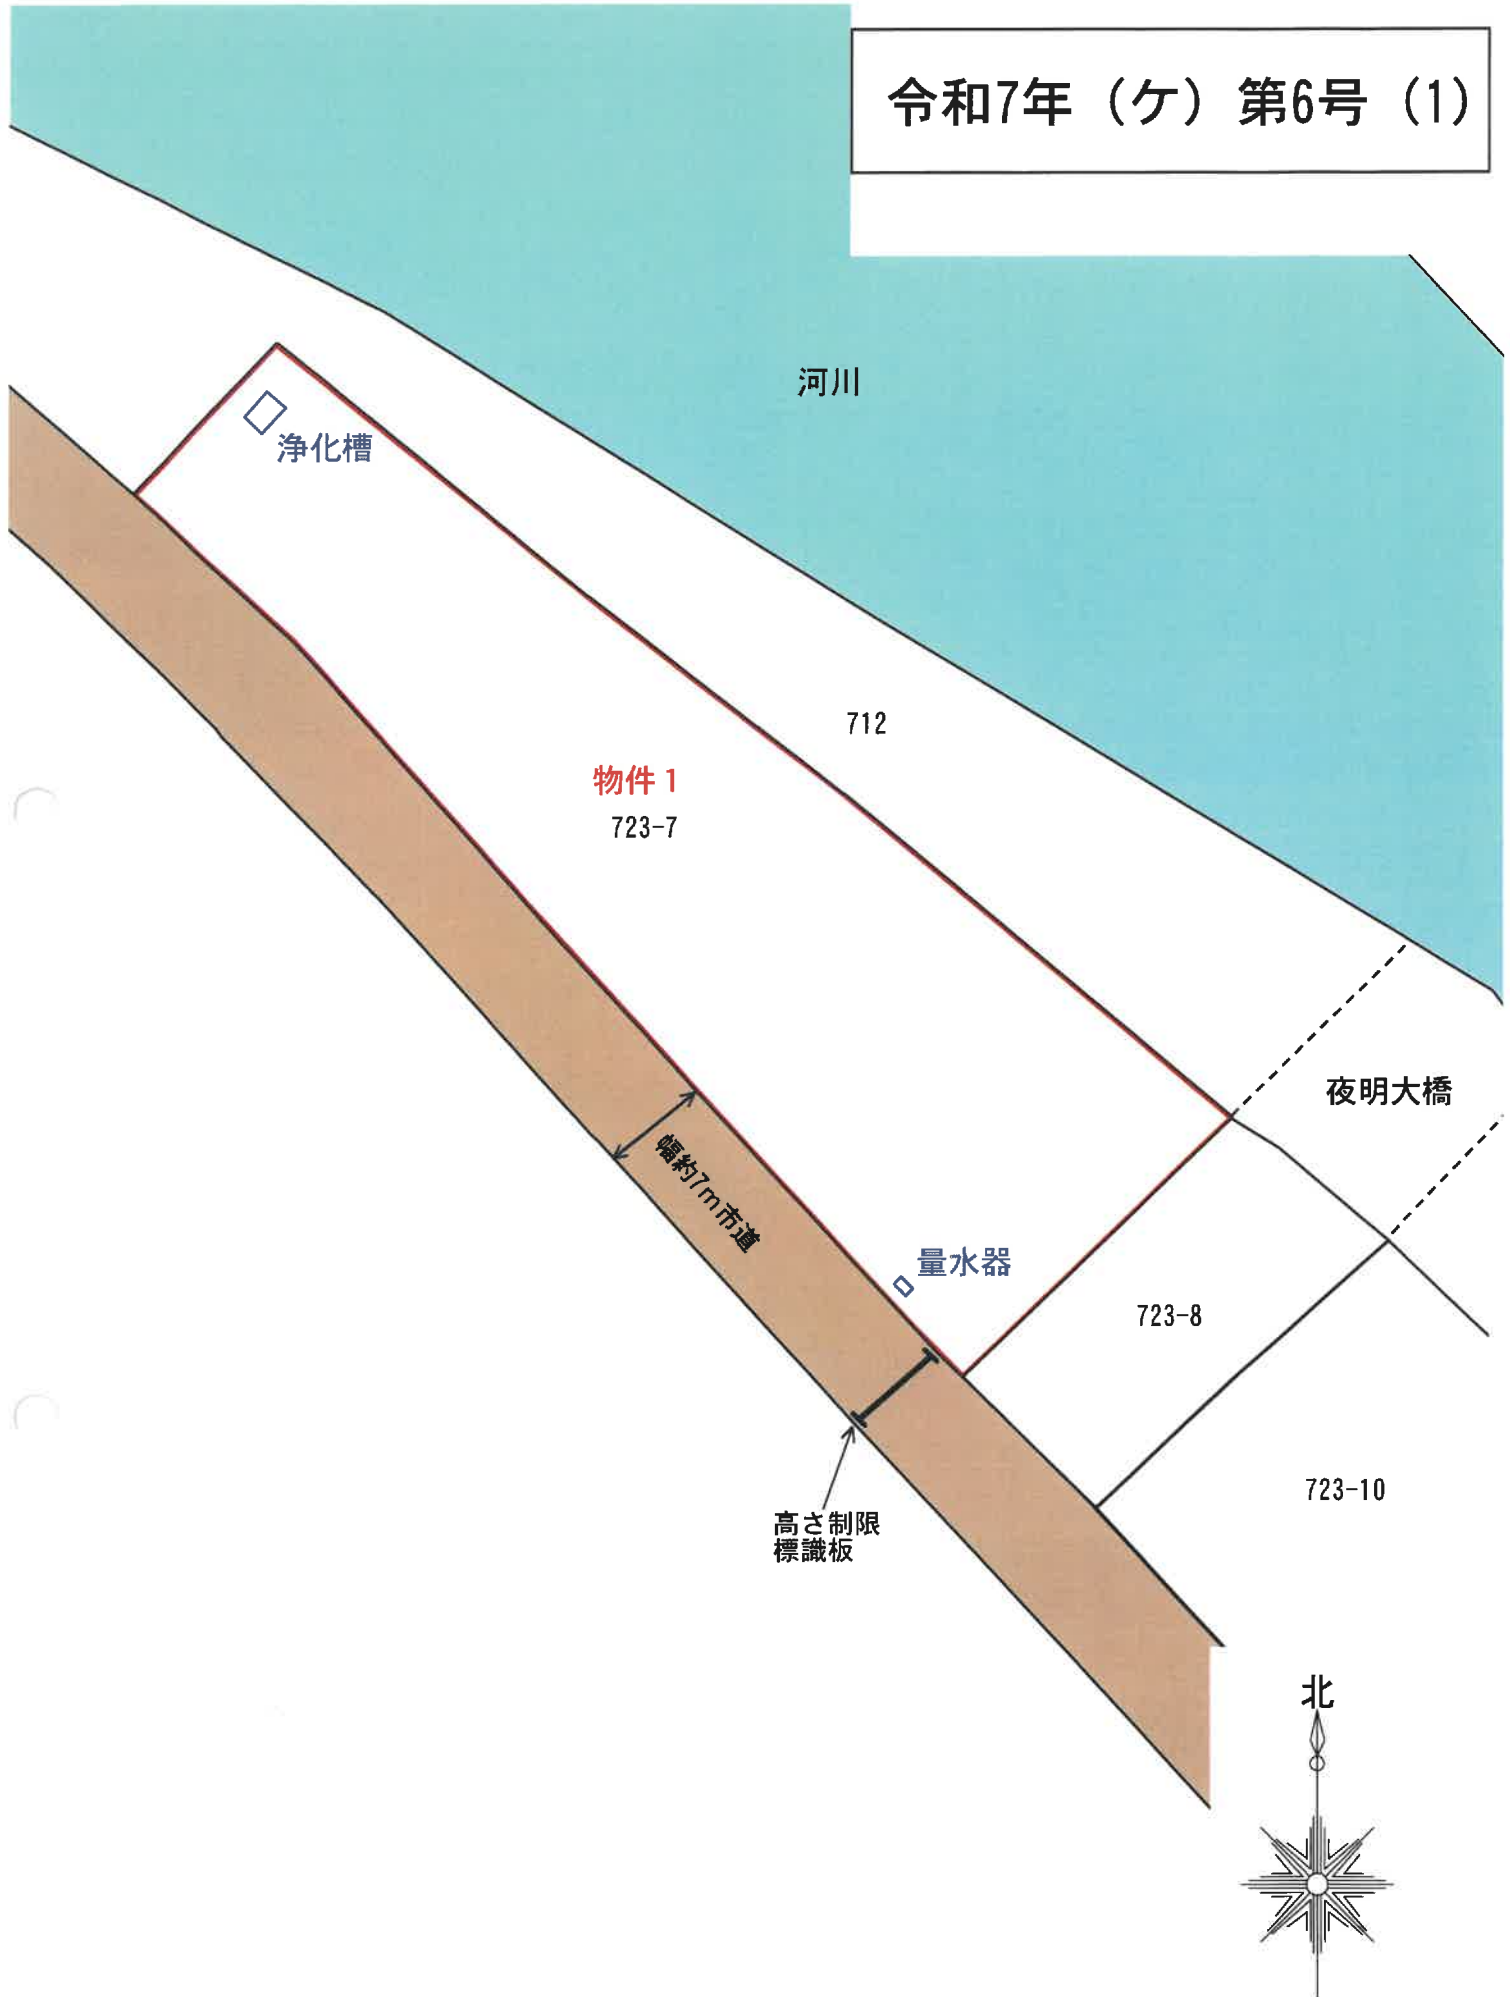 令和7年（ケ）第6号（1）
河川
浄化槽
712
物件１
723-7
夜明大橋
幅約7m市道
量水器
723-8
723-10
高さ制限
標識板
北